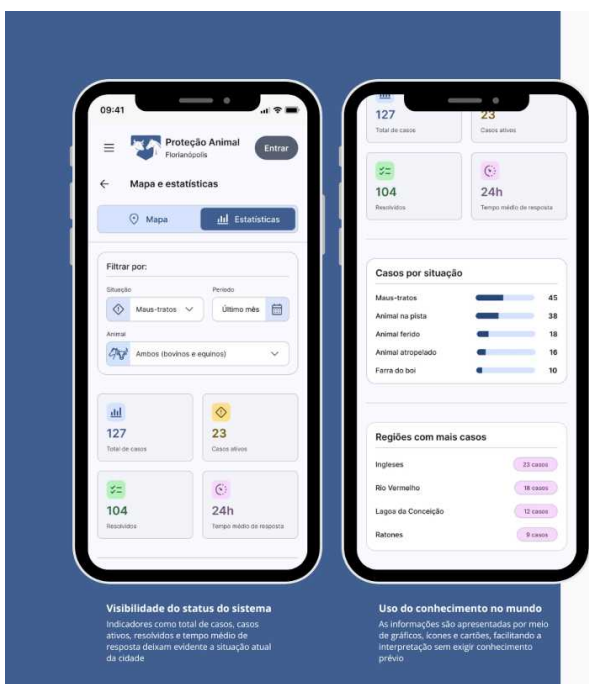 09:41
Proteção Animal
Florianópolis
Entrar
Mapa e estatísticas
Mapa
Estatísticas
Filtrar por:
Situação
Período
Maus-tratos
Último mês
Animal
Ambos (bovinos e equinos)
127
Total de casos
23
Casos ativos
104
Resolvidos
24h
Tempo médio de resposta
Visibilidade do status do sistema
Indicadores como total de casos, casos
ativos, resolvidos e tempo médio de
resposta deixam evidente a situação atual
da cidade
127
Total de casos
23
Casos ativos
104
Resolvidos
24h
Tempo médio de resposta
Casos por situação
Maus-tratos 45
Animal na pista 38
Animal ferido 18
Animal atropelado 16
Farra do boi 10
Regiões com mais casos
Ingleses 23 casos
Rio Vermelho 18 casos
Lagoa da Conceição 12 casos
Ratones 9 casos
Uso do conhecimento no mundo
As informações são apresentadas por meio
de gráficos, ícones e cartões, facilitando a
interpretação sem exigir conhecimento
prévio